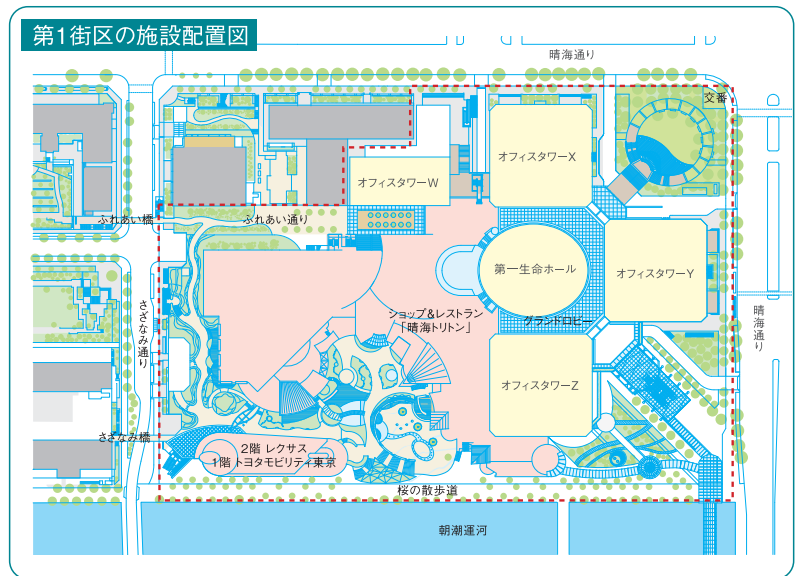 第1街区の施設配置図
晴海通り
交番
オフィスタワーX
オフィスタワーW
ふれあい橋
ふれあい通り
第一生命ホール
オフィスタワーY
さざなみ通り
ショップ&レストラン
「晴海トリトン」
グランドロビー
晴海通り
オフィスタワーZ
さざなみ橋
2階 レクサス
1階 トヨタモビリティ東京
桜の散歩道
朝潮運河